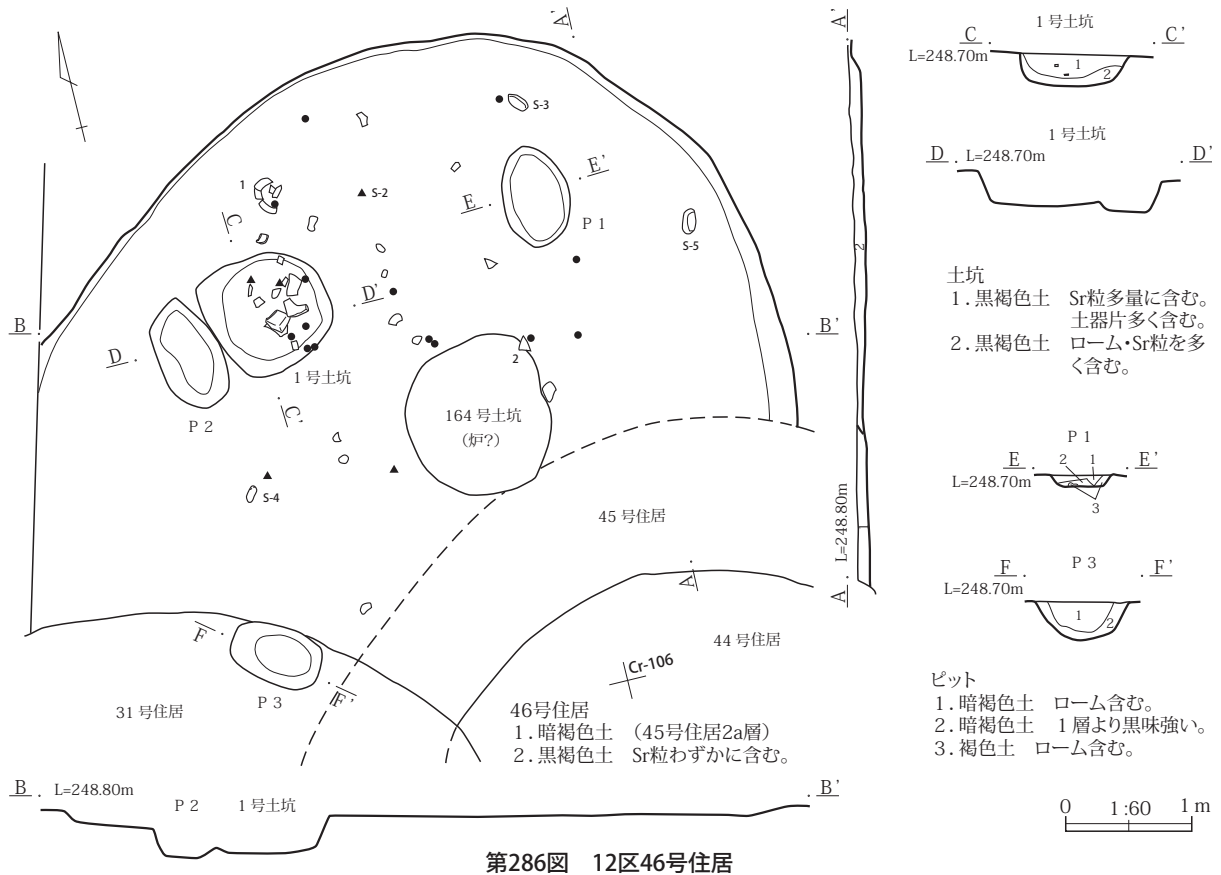 A'
S-3
1
S-2
E'
E
P 1
S-5
C
D'
B
B'
D
2
1 号土坑
P 2
C'
164 号土坑
(炉?)
S-4
45 号住居
A
44 号住居
F
Cr-106
31 号住居
P 3
F'
A'
2
L=248.80m
A
46号住居
1. 暗褐色土 (45号住居2a層)
2. 黒褐色土 Sr粒わずかに含む。
B L=248.80m
B'
P 2 1 号土坑
1 号土坑
C
C'
L=248.70m
1
2
1 号土坑
D L=248.70m
D'
土坑
1. 黒褐色土 Sr粒多量に含む。
土器片多く含む。
2. 黒褐色土 ローム・Sr粒を多
く含む。
P 1
E
2
1
E'
L=248.70m
3
P 3
F
F'
L=248.70m
1
2
ピット
1. 暗褐色土 ローム含む。
2. 暗褐色土 1層より黒味強い。
3. 褐色土 ローム含む。
0 1:60 1 m
第286図 12区46号住居